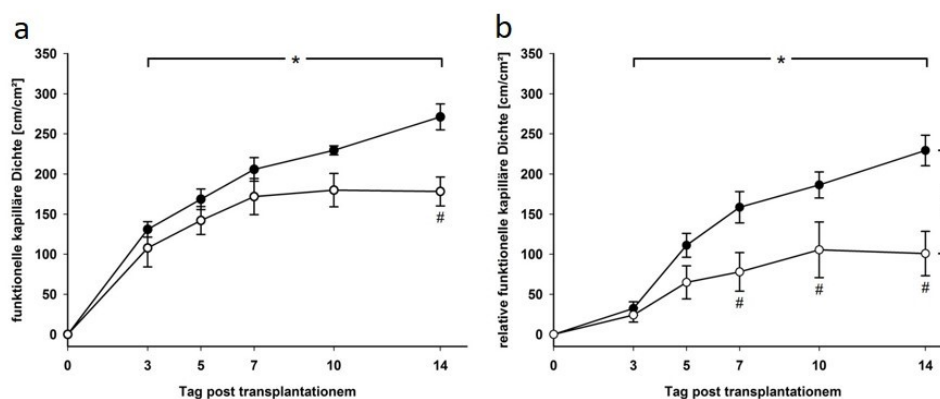 a
funktionelle kapilläre Dichte [cm/cm²]
350
300
250
200
150
100
50
0
*
#
0 3 5 7 10 14
Tag post transplantationem
b
relative funktionelle kapilläre Dichte [cm/cm²]
350
300
250
200
150
100
50
0
*
# # #
0 3 5 7 10 14
Tag post transplantationem